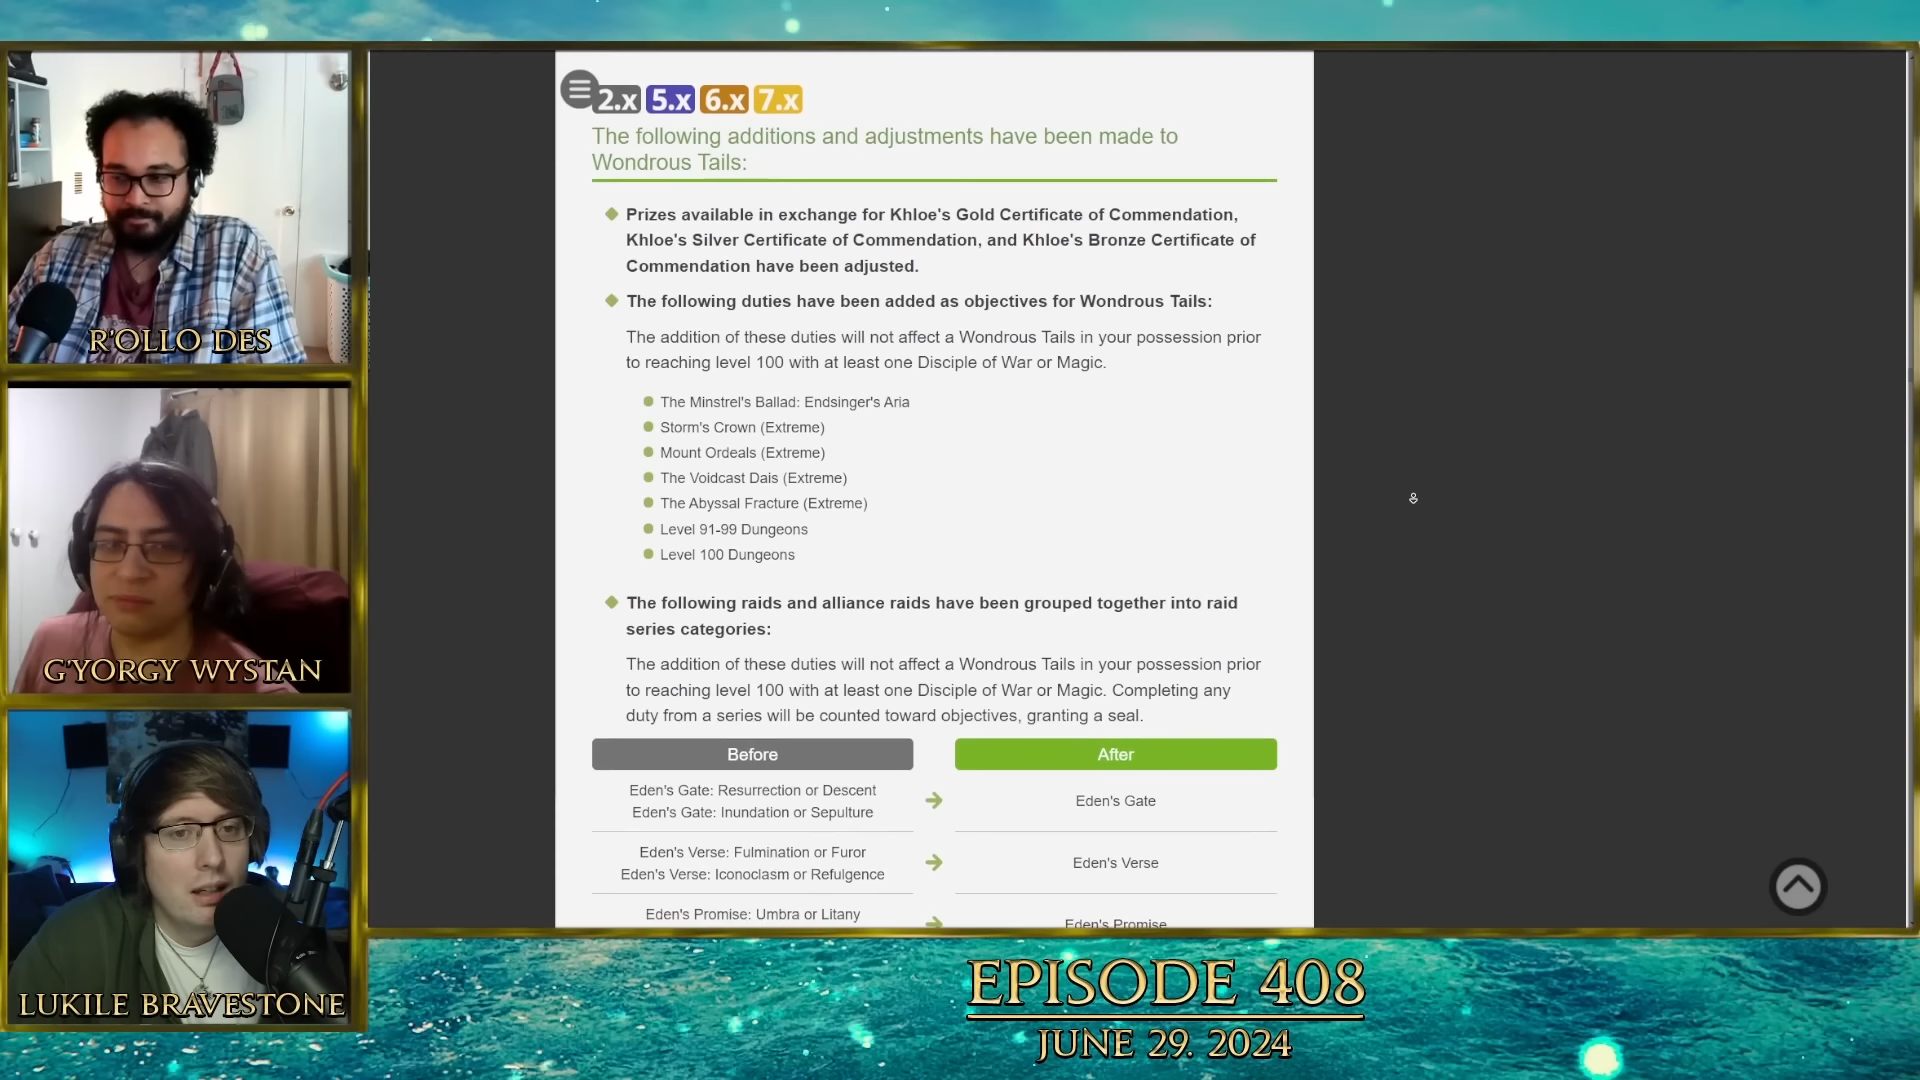 2.x 5.x 6.x 7.x
The following additions and adjustments have been made to
Wondrous Tails:
Prizes available in exchange for Khloe's Gold Certificate of Commendation,
Khloe's Silver Certificate of Commendation, and Khloe's Bronze Certificate of
Commendation have been adjusted.
The following duties have been added as objectives for Wondrous Tails:
The addition of these duties will not affect a Wondrous Tails in your possession prior
to reaching level 100 with at least one Disciple of War or Magic.
The Minstrel's Ballad: Endsinger's Aria
Storm's Crown (Extreme)
Mount Ordeals (Extreme)
The Voidcast Dais (Extreme)
The Abyssal Fracture (Extreme)
Level 91-99 Dungeons
Level 100 Dungeons
The following raids and alliance raids have been grouped together into raid
series categories:
The addition of these duties will not affect a Wondrous Tails in your possession prior
to reaching level 100 with at least one Disciple of War or Magic. Completing any
duty from a series will be counted toward objectives, granting a seal.
Before
After
Eden's Gate: Resurrection or Descent
Eden's Gate: Inundation or Sepulture
Eden's Gate
Eden's Verse: Fulmination or Furor
Eden's Verse: Iconoclasm or Refulgence
Eden's Verse
Eden's Promise: Umbra or Litany
Eden's Promise
R'OLLO DES
G'YORGY WYSTAN
LUKILE BRAVESTONE
EPISODE 408
JUNE 29. 2024